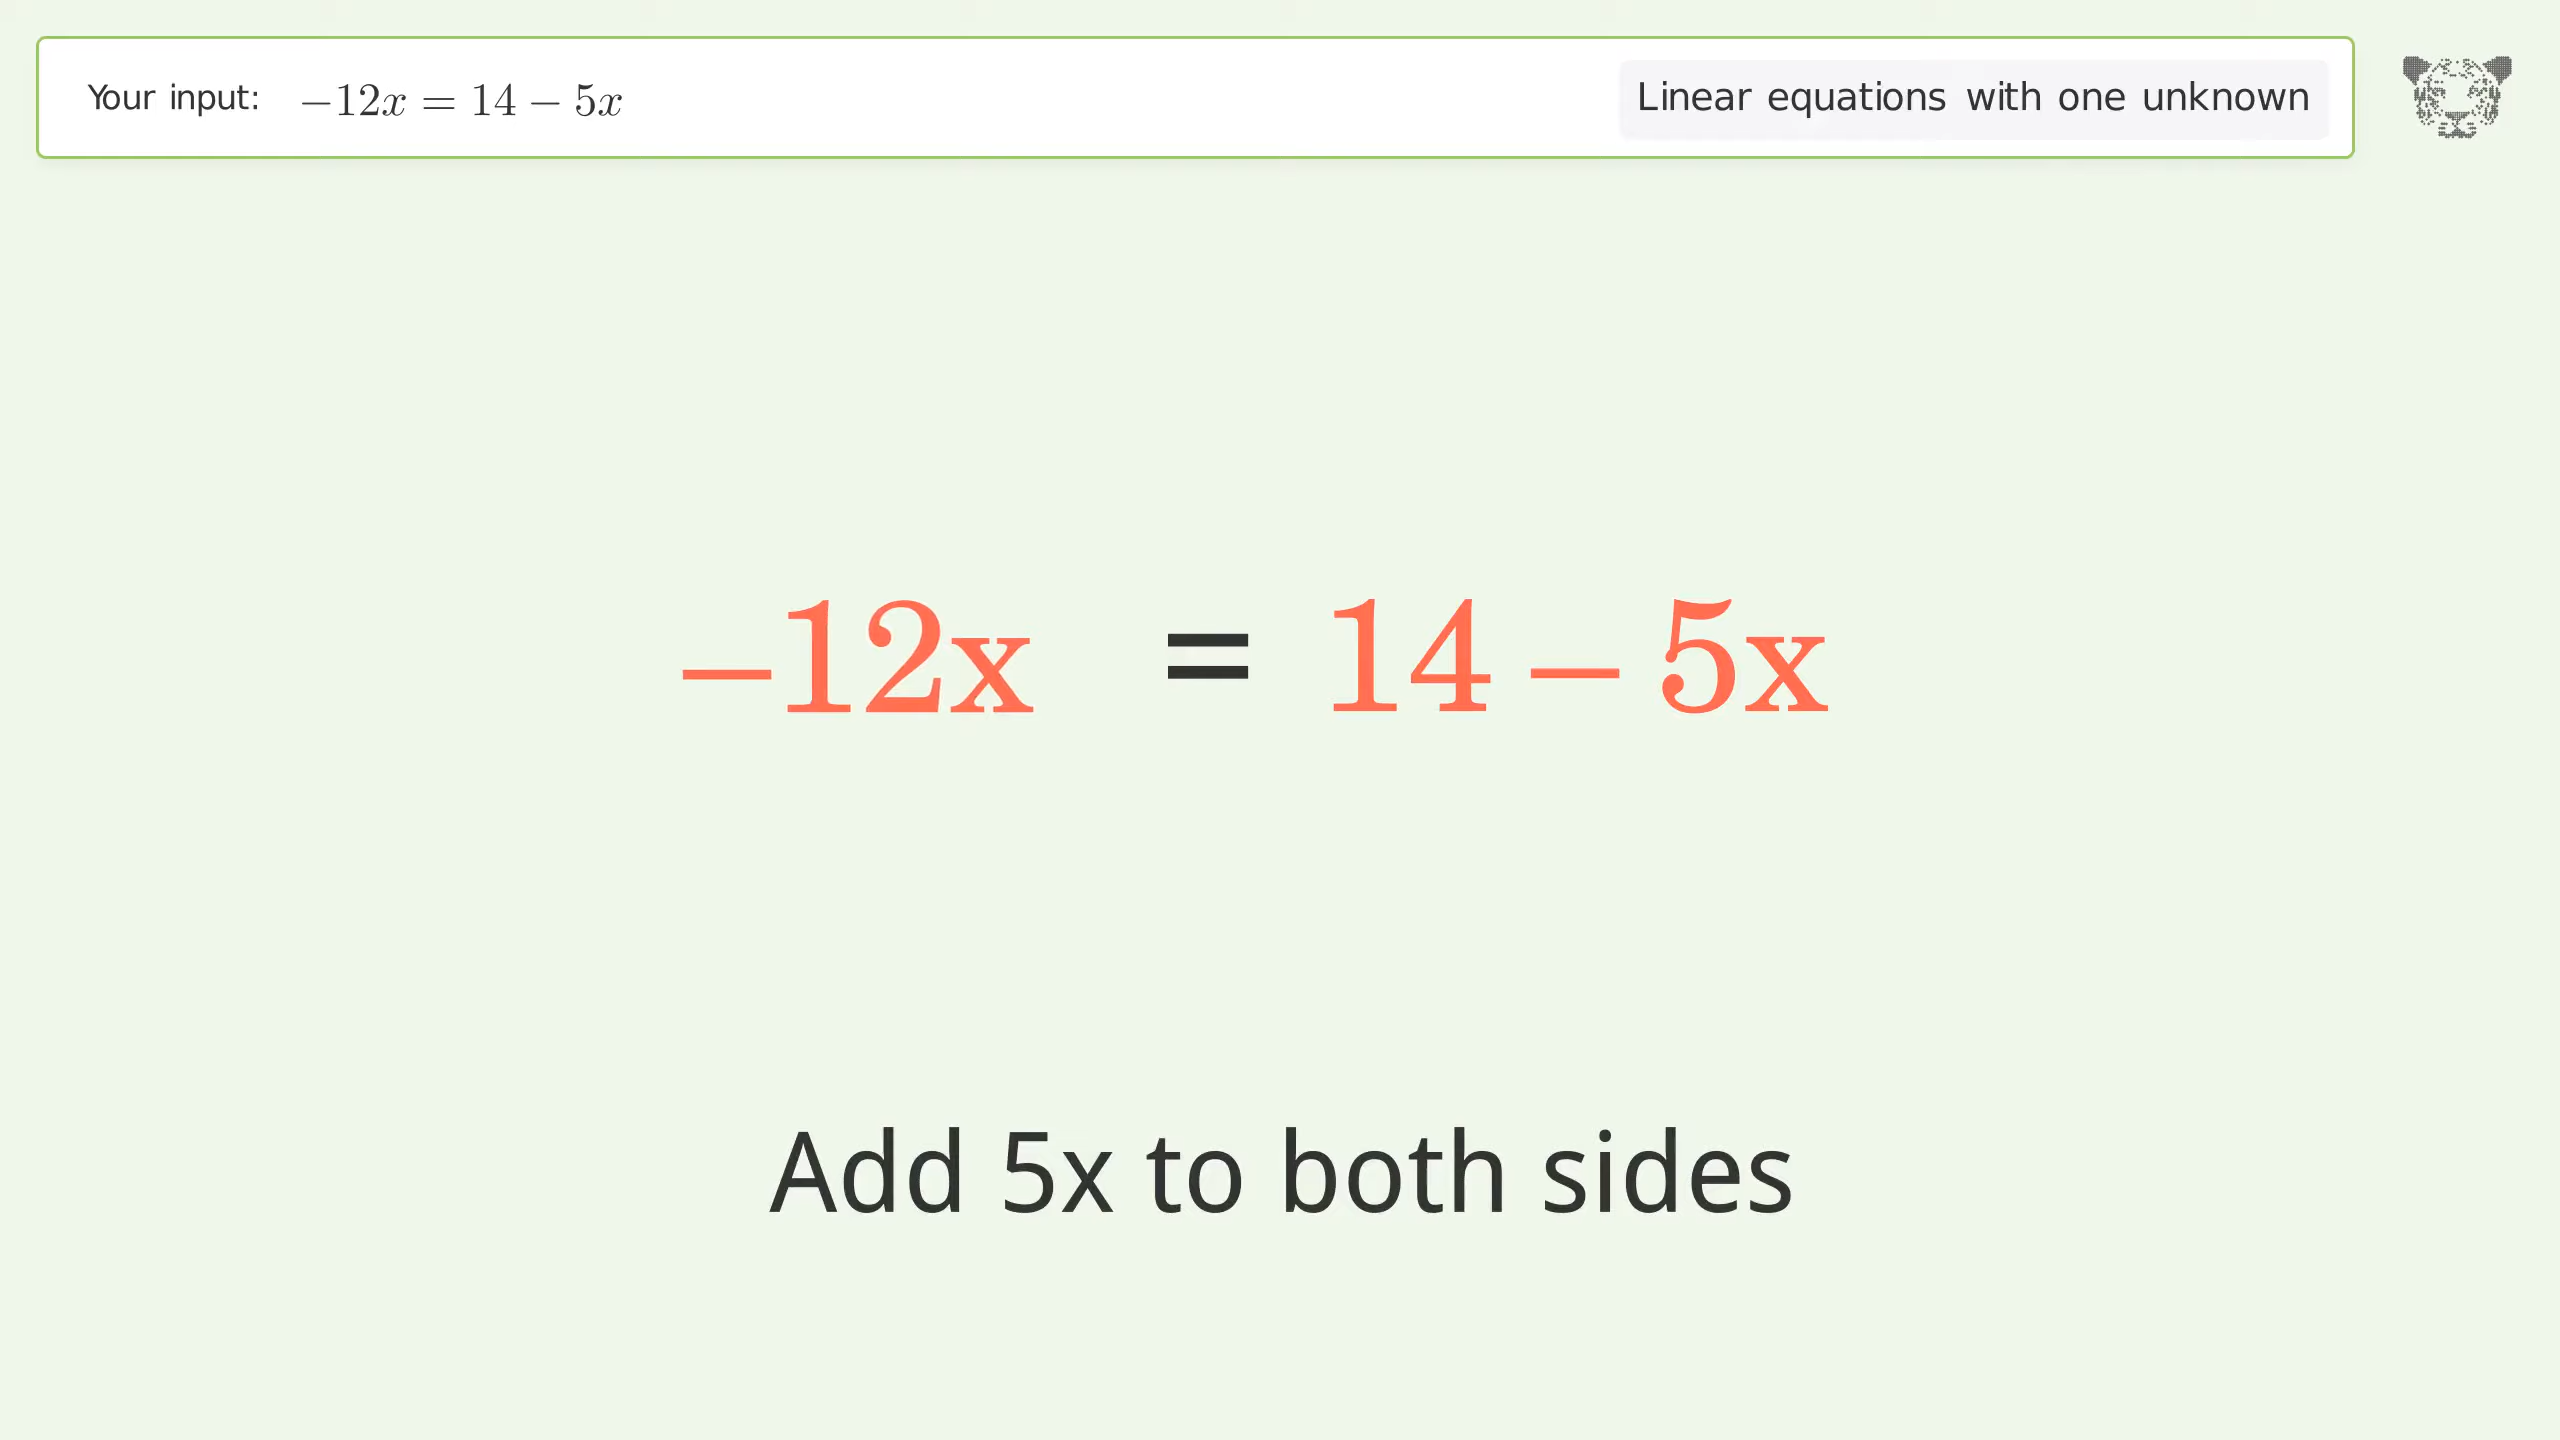 Your input: −12x = 14 − 5x
Linear equations with one unknown
−12x = 14 − 5x
Add 5x to both sides